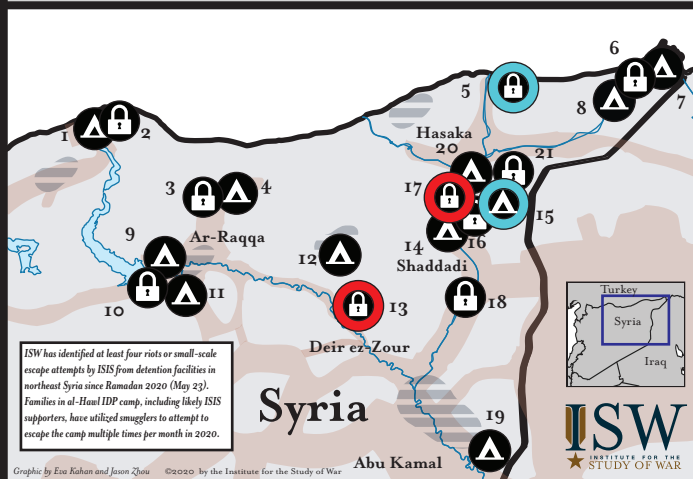 6
5
8
7
Hasaka
20
21
1
2
17
3
4
15
Ar-Raqqa
9
12
14
16
Shaddadi
10
11
13
18
Turkey
Syria
Iraq
Deir ez-Zour
ISW has identified at least four riots or small-scale
escape attempts by ISIS from detention facilities in
northeast Syria since Ramadan 2020 (May 23).
Families in al-Hawl IDP camp, including likely ISIS
supporters, have utilized smugglers to attempt to
escape the camp multiple times per month in 2020.
Syria
19
ISW
INSTITUTE FOR THE
STUDY OF WAR
Abu Kamal
Graphic by Eva Kahan and Jason Zhou ©2020 by the Institute for the Study of War